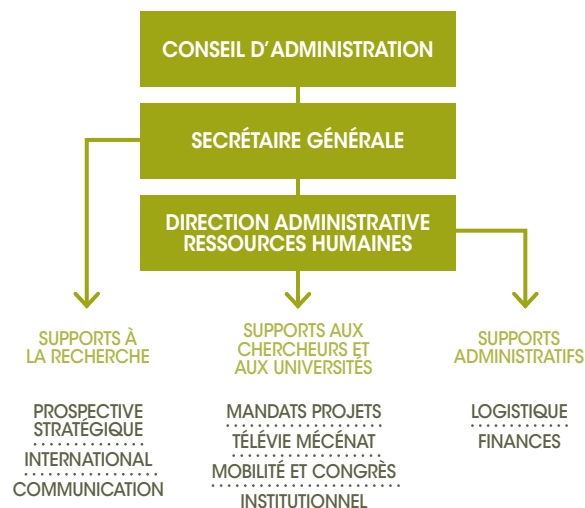 CONSEIL D'ADMINISTRATION
SECRÉTAIRE GÉNÉRALE
DIRECTION ADMINISTRATIVE
RESSOURCES HUMAINES
SUPPORTS À
LA RECHERCHE
PROSPECTIVE
STRATÉGIQUE
INTERNATIONAL
COMMUNICATION
SUPPORTS AUX
CHERCHEURS ET
AUX UNIVERSITÉS
MANDATS PROJETS
TÉLÉVIE MÉCÉNAT
MOBILITÉ ET CONGRÈS
INSTITUTIONNEL
SUPPORTS
ADMINISTRATIFS
LOGISTIQUE
FINANCES